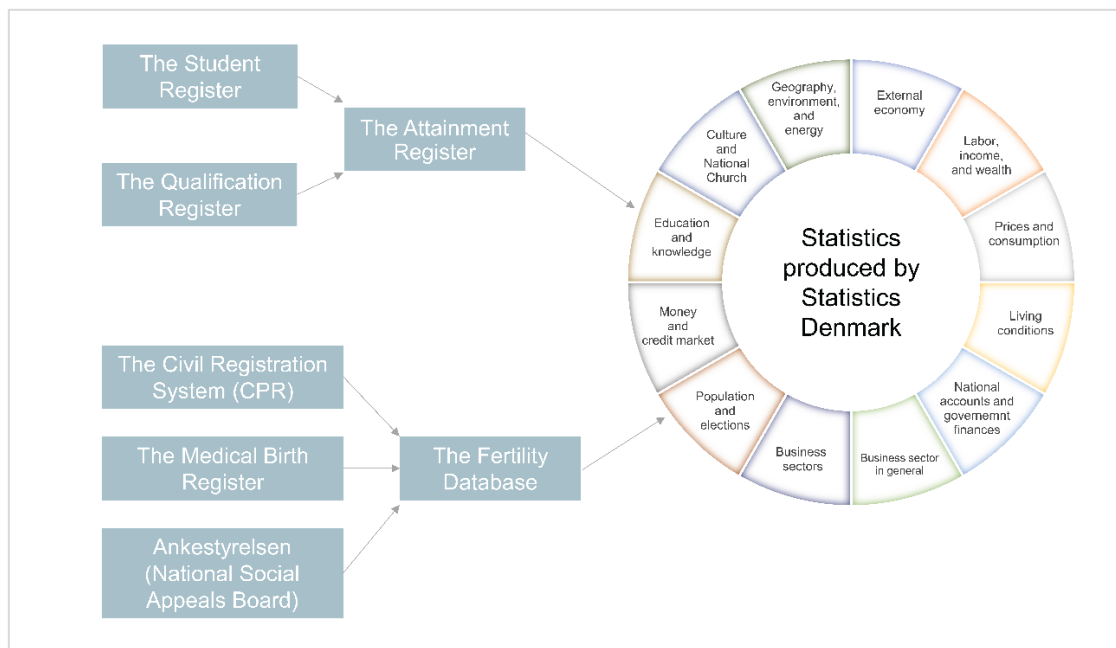 The Student
Register
The Attainment
Register
The Qualification
Register
The Civil Registration
System (CPR)
The Medical Birth
Register
The Fertility
Database
Ankestyrelsen
(National Social
Appeals Board)
Statistics
produced by
Statistics
Denmark
Geography,
environment,
and
energy
External
economy
Labor,
income,
and wealth
Prices and
consumption
Living
conditions
National
accounts and
governemnt
finances
Business sector
in general
Business
sectors
Population
and
elections
Money
and
credit market
Education
and
knowledge
Culture
and
National
Church